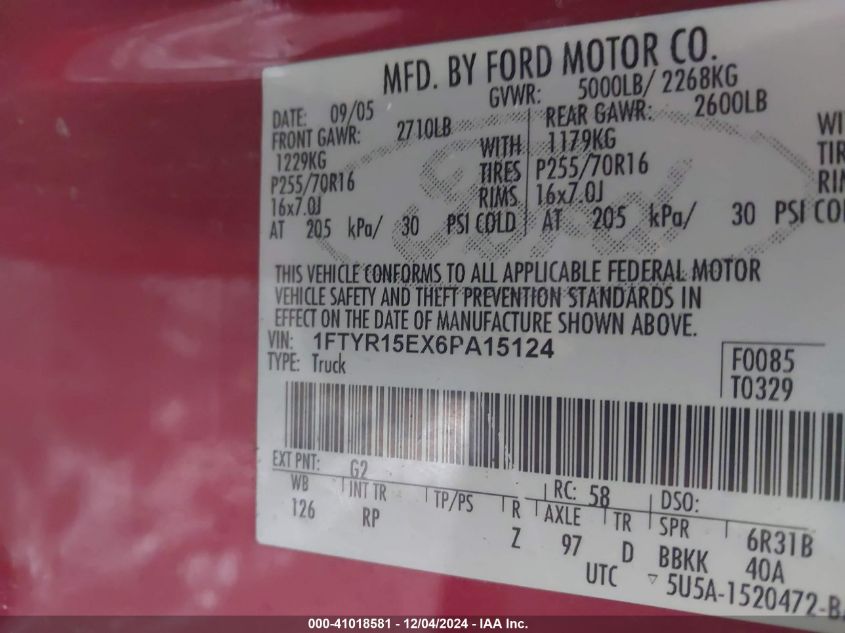 MFD. BY FORD MOTOR CO.
DATE: 09/05 GVWR: 5000LB/ 2268KG
FRONT GAWR: 2710LB REAR GAWR: 2600LB
1229KG WITH 1179KG
P255/70R16 TIRES P255/70R16
16x7.0J RIMS 16x7.0J
AT 205 kPa/ 30 PSI COLD AT 205 kPa/ 30 PSI
THIS VEHICLE CONFORMS TO ALL APPLICABLE FEDERAL MOTOR
VEHICLE SAFETY AND THEFT PREVENTION STANDARDS IN
EFFECT ON THE DATE OF MANUFACTURE SHOWN ABOVE.
VIN: 1FTYR15EX6PA15124
TYPE: Truck F0085
T0329
EXT PNT: G2 RC: 58 DSO:
WB INT TR TP/PS R AXLE TR SPR 6R31B
126 RP Z 97 D BBKK 40A
UTC ▽ 5U5A-1520472-BA
000-41018581 - 12/04/2024 - IAA Inc.